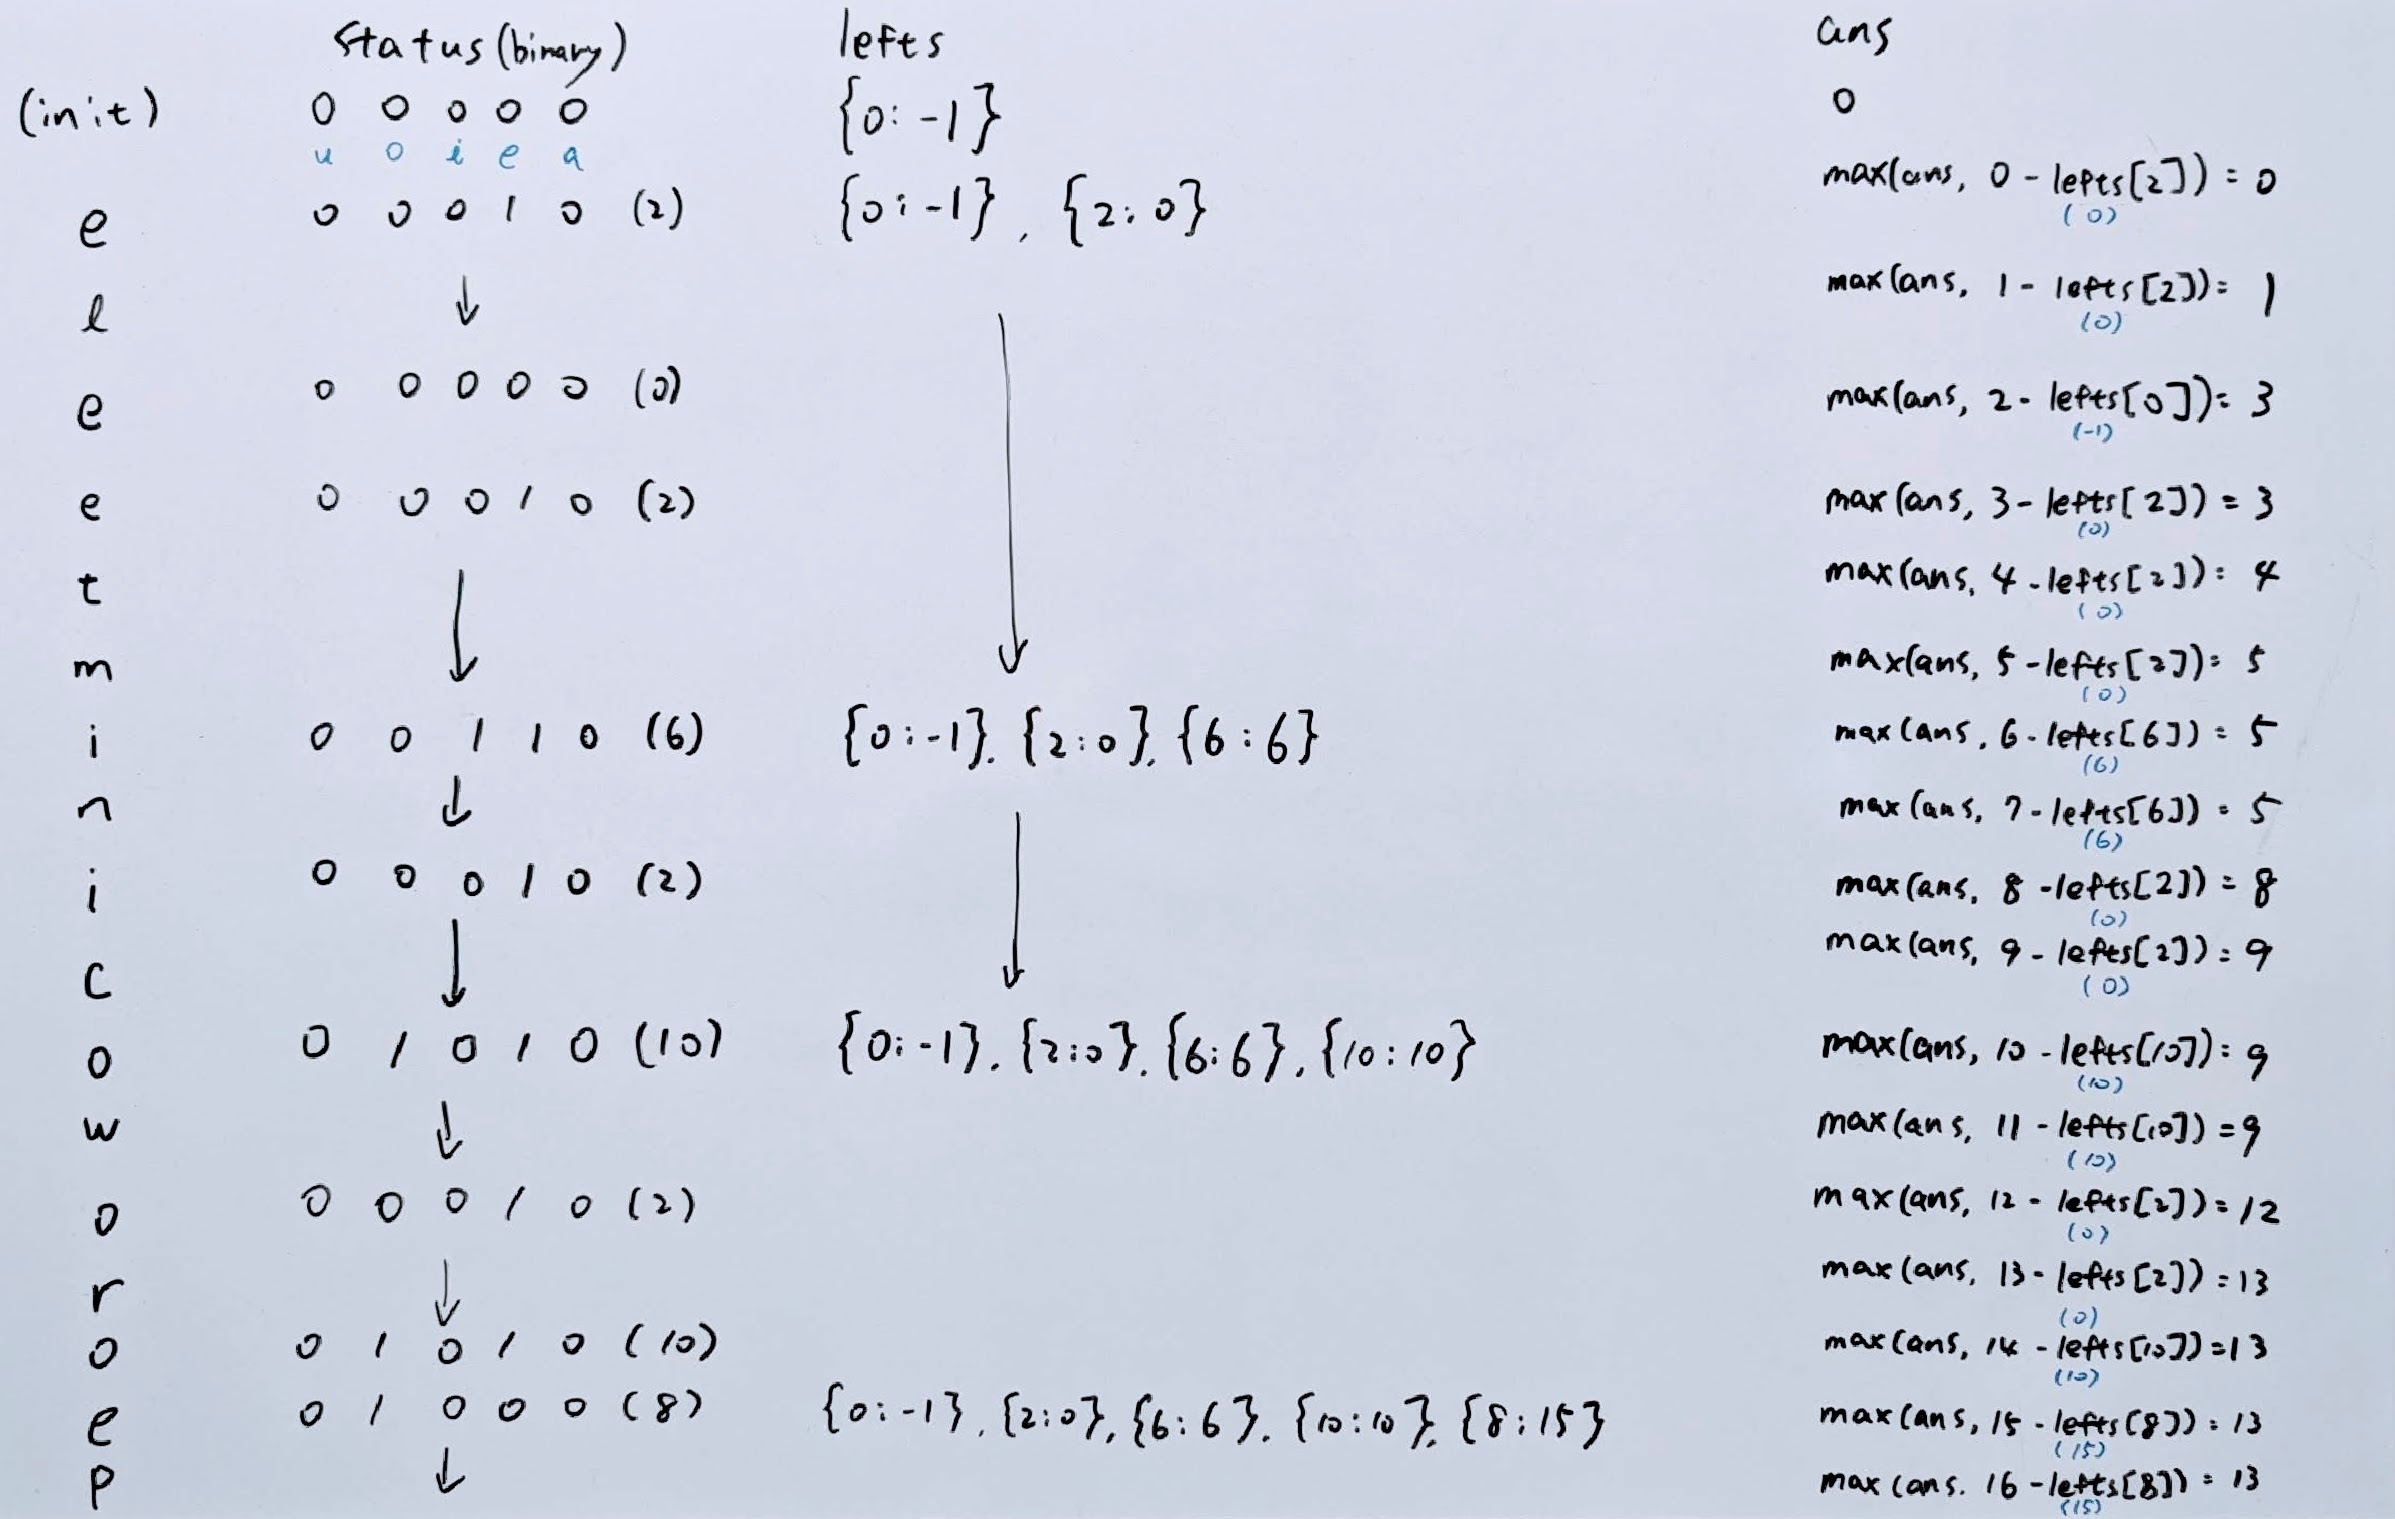 status (binary) lefts ans
(init) 0 0 0 0 0 {0: -1} 0
u o i e a
e 0 0 0 1 0 (2) {0: -1}, {2: 0} max(ans, 0 - lefts[2]) = 0
(0)
l ↓ max(ans, 1 - lefts[2]) = 1
(0)
e 0 0 0 0 0 (0) max(ans, 2 - lefts[0]) = 3
(-1)
e 0 0 0 1 0 (2) max(ans, 3 - lefts[2]) = 3
(0)
t max(ans, 4 - lefts[2]) = 4
(0)
m ↓ max(ans, 5 - lefts[2]) = 5
(0)
i 0 0 1 1 0 (6) {0: -1}, {2: 0}, {6: 6} max(ans, 6 - lefts[6]) = 5
(6)
n ↓ max(ans, 7 - lefts[6]) = 5
(6)
i 0 0 0 1 0 (2) max(ans, 8 - lefts[2]) = 8
(0)
c ↓ max(ans, 9 - lefts[2]) = 9
(0)
o 0 1 0 1 0 (10) {0: -1}, {2: 0}, {6: 6}, {10: 10} max(ans, 10 - lefts[10]) = 9
(10)
w ↓ max(ans, 11 - lefts[10]) = 9
(10)
o 0 0 0 1 0 (2) max(ans, 12 - lefts[2]) = 12
(0)
r ↓ max(ans, 13 - lefts[2]) = 13
(0)
o 0 1 0 1 0 (10) max(ans, 14 - lefts[10]) = 13
(10)
e 0 1 0 0 0 (8) {0: -1}, {2: 0}, {6: 6}, {10: 10}, {8: 15} max(ans, 15 - lefts[8]) = 13
(15)
p ↓ max(ans. 16 - lefts[8]) = 13
(15)